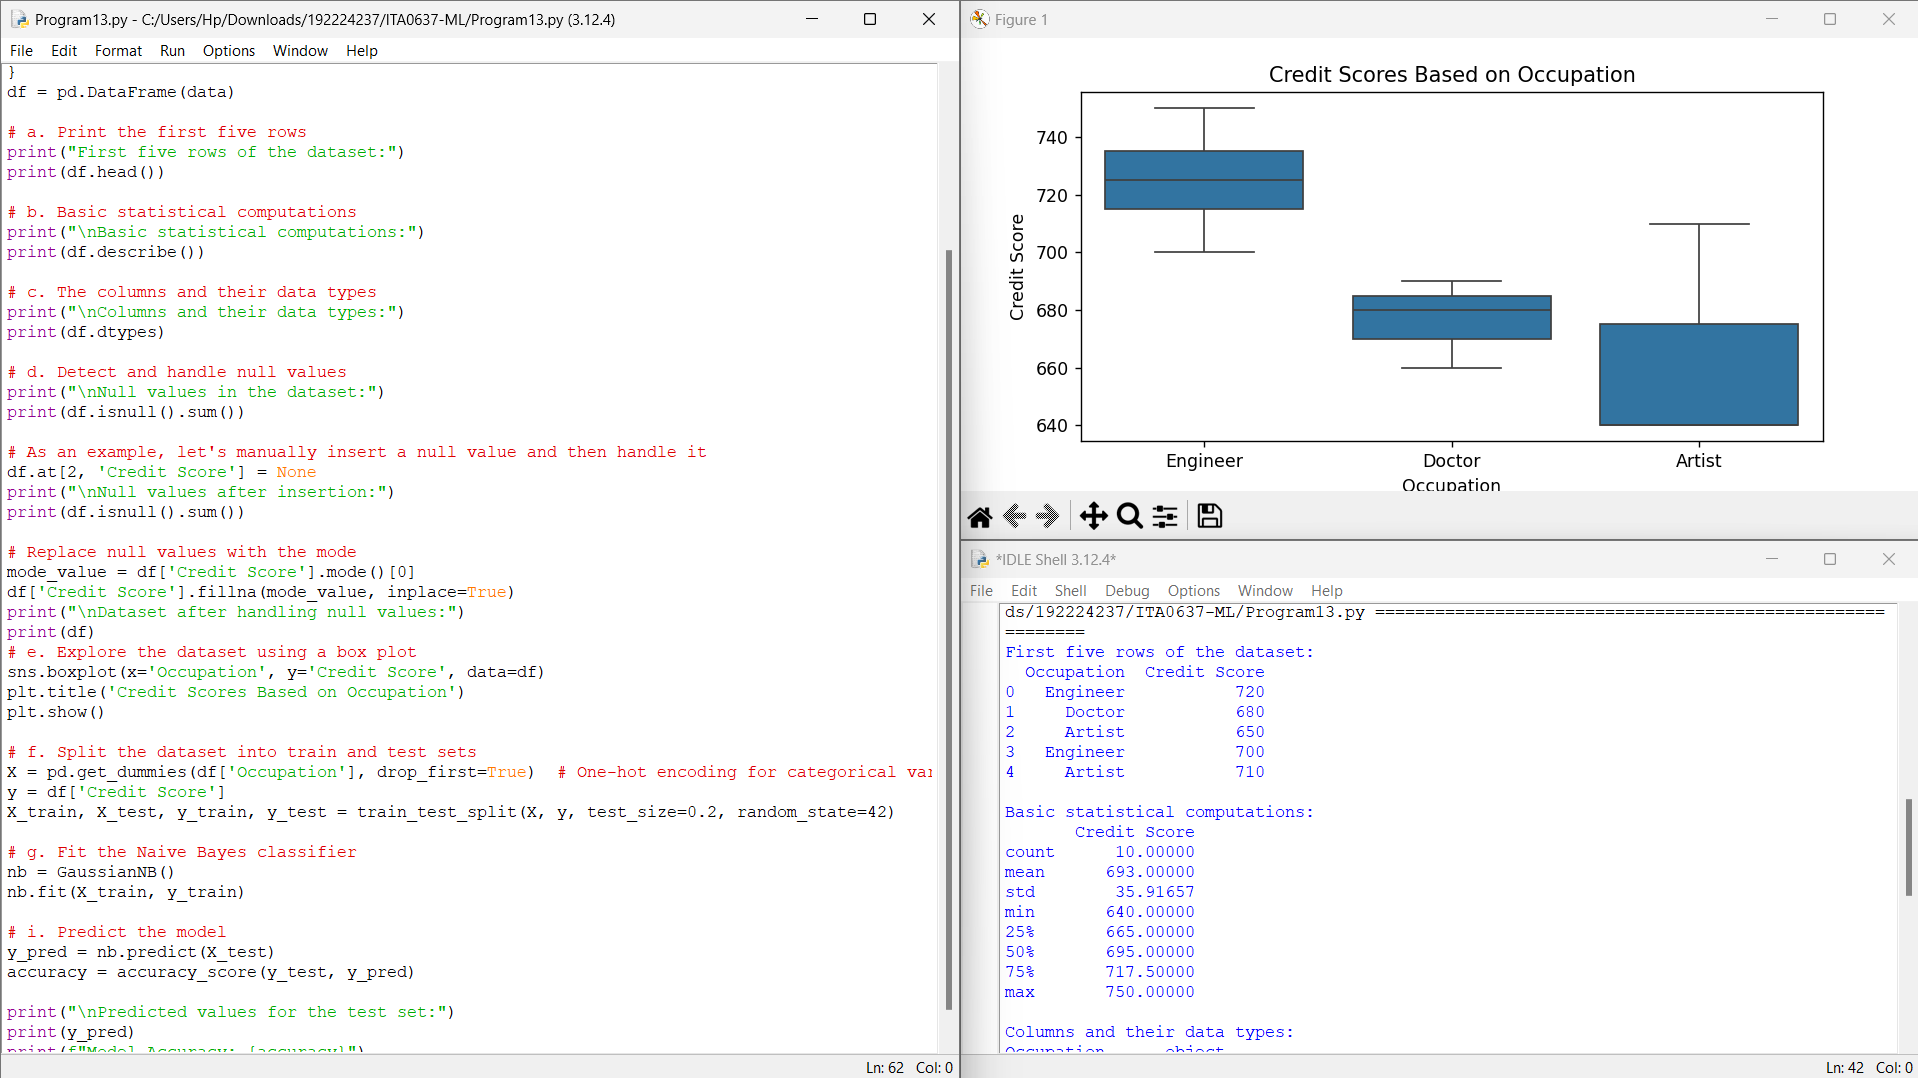 Program13.py - C:/Users/Hp/Downloads/192224237/ITA0637-ML/Program13.py (3.12.4)
File Edit Format Run Options Window Help
}
df = pd.DataFrame(data)
# a. Print the first five rows
print("First five rows of the dataset:")
print(df.head())
# b. Basic statistical computations
print("\nBasic statistical computations:")
print(df.describe())
# c. The columns and their data types
print("\nColumns and their data types:")
print(df.dtypes)
# d. Detect and handle null values
print("\nNull values in the dataset:")
print(df.isnull().sum())
# As an example, let's manually insert a null value and then handle it
df.at[2, 'Credit Score'] = None
print("\nNull values after insertion:")
print(df.isnull().sum())
# Replace null values with the mode
mode_value = df['Credit Score'].mode()[0]
df['Credit Score'].fillna(mode_value, inplace=True)
print("\nDataset after handling null values:")
print(df)
# e. Explore the dataset using a box plot
sns.boxplot(x='Occupation', y='Credit Score', data=df)
plt.title('Credit Scores Based on Occupation')
plt.show()
# f. Split the dataset into train and test sets
X = pd.get_dummies(df['Occupation'], drop_first=True)  # One-hot encoding for categorical var
y = df['Credit Score']
X_train, X_test, y_train, y_test = train_test_split(X, y, test_size=0.2, random_state=42)
# g. Fit the Naive Bayes classifier
nb = GaussianNB()
nb.fit(X_train, y_train)
# i. Predict the model
y_pred = nb.predict(X_test)
accuracy = accuracy_score(y_test, y_pred)
print("\nPredicted values for the test set:")
print(y_pred)
print(f"Model Accuracy: {accuracy}")
Ln: 62 Col: 0
Figure 1
Credit Scores Based on Occupation
740
720
700
680
660
640
Credit Score
Engineer Doctor Artist
Occupation
*IDLE Shell 3.12.4*
File Edit Shell Debug Options Window Help
ds/192224237/ITA0637-ML/Program13.py ===================================================
========
First five rows of the dataset:
Occupation  Credit Score
0 Engineer 720
1 Doctor 680
2 Artist 650
3 Engineer 700
4 Artist 710
Basic statistical computations:
Credit Score
count 10.00000
mean 693.00000
std 35.91657
min 640.00000
25% 665.00000
50% 695.00000
75% 717.50000
max 750.00000
Columns and their data types:
Occupation object
Ln: 42 Col: 0